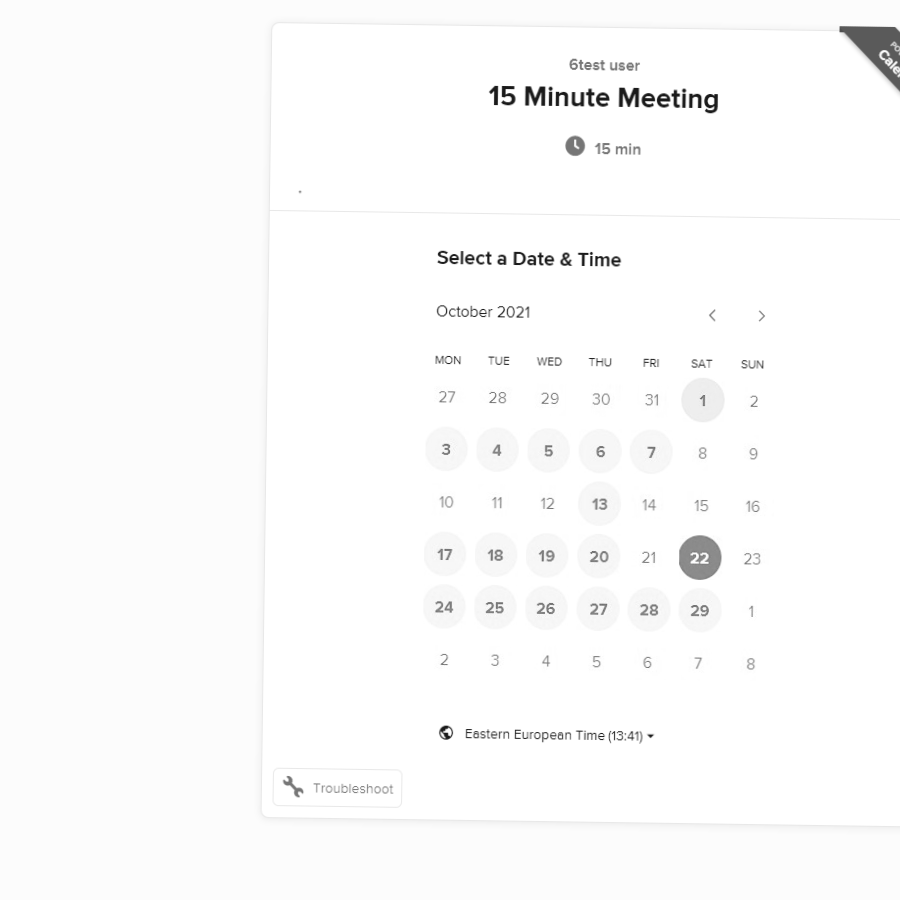 6test user
15 Minute Meeting
15 min
Select a Date & Time
October 2021
MON TUE WED THU FRI SAT SUN
27 28 29 30 31 1 2
3 4 5 6 7 8 9
10 11 12 13 14 15 16
17 18 19 20 21 22 23
24 25 26 27 28 29 1
2 3 4 5 6 7 8
Eastern European Time (13:41)
Troubleshoot